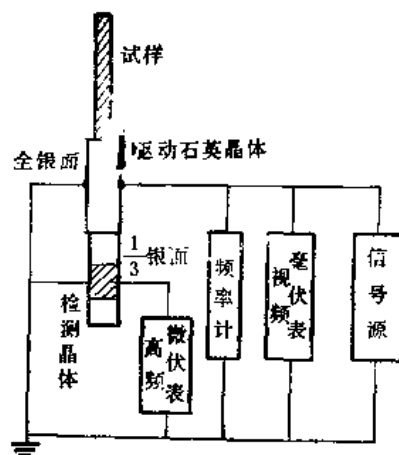 试样
全银面
驱动石英晶体
1/3银面
检测晶体
高频微伏表
频率计
视频毫伏表
信号源